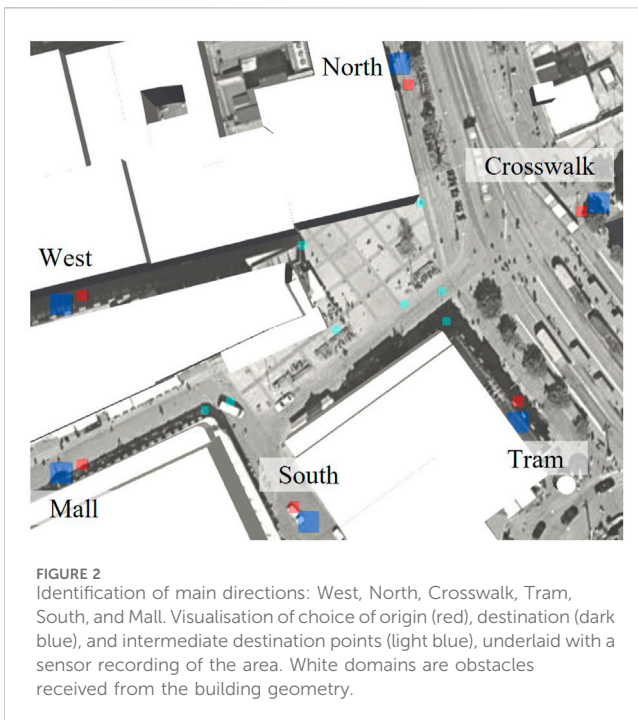 North
Crosswalk
West
Tram
South
Mall
FIGURE 2
Identification of main directions: West, North, Crosswalk, Tram,
South, and Mall. Visualisation of choice of origin (red), destination (dark
blue), and intermediate destination points (light blue), underlaid with a
sensor recording of the area. White domains are obstacles
received from the building geometry.